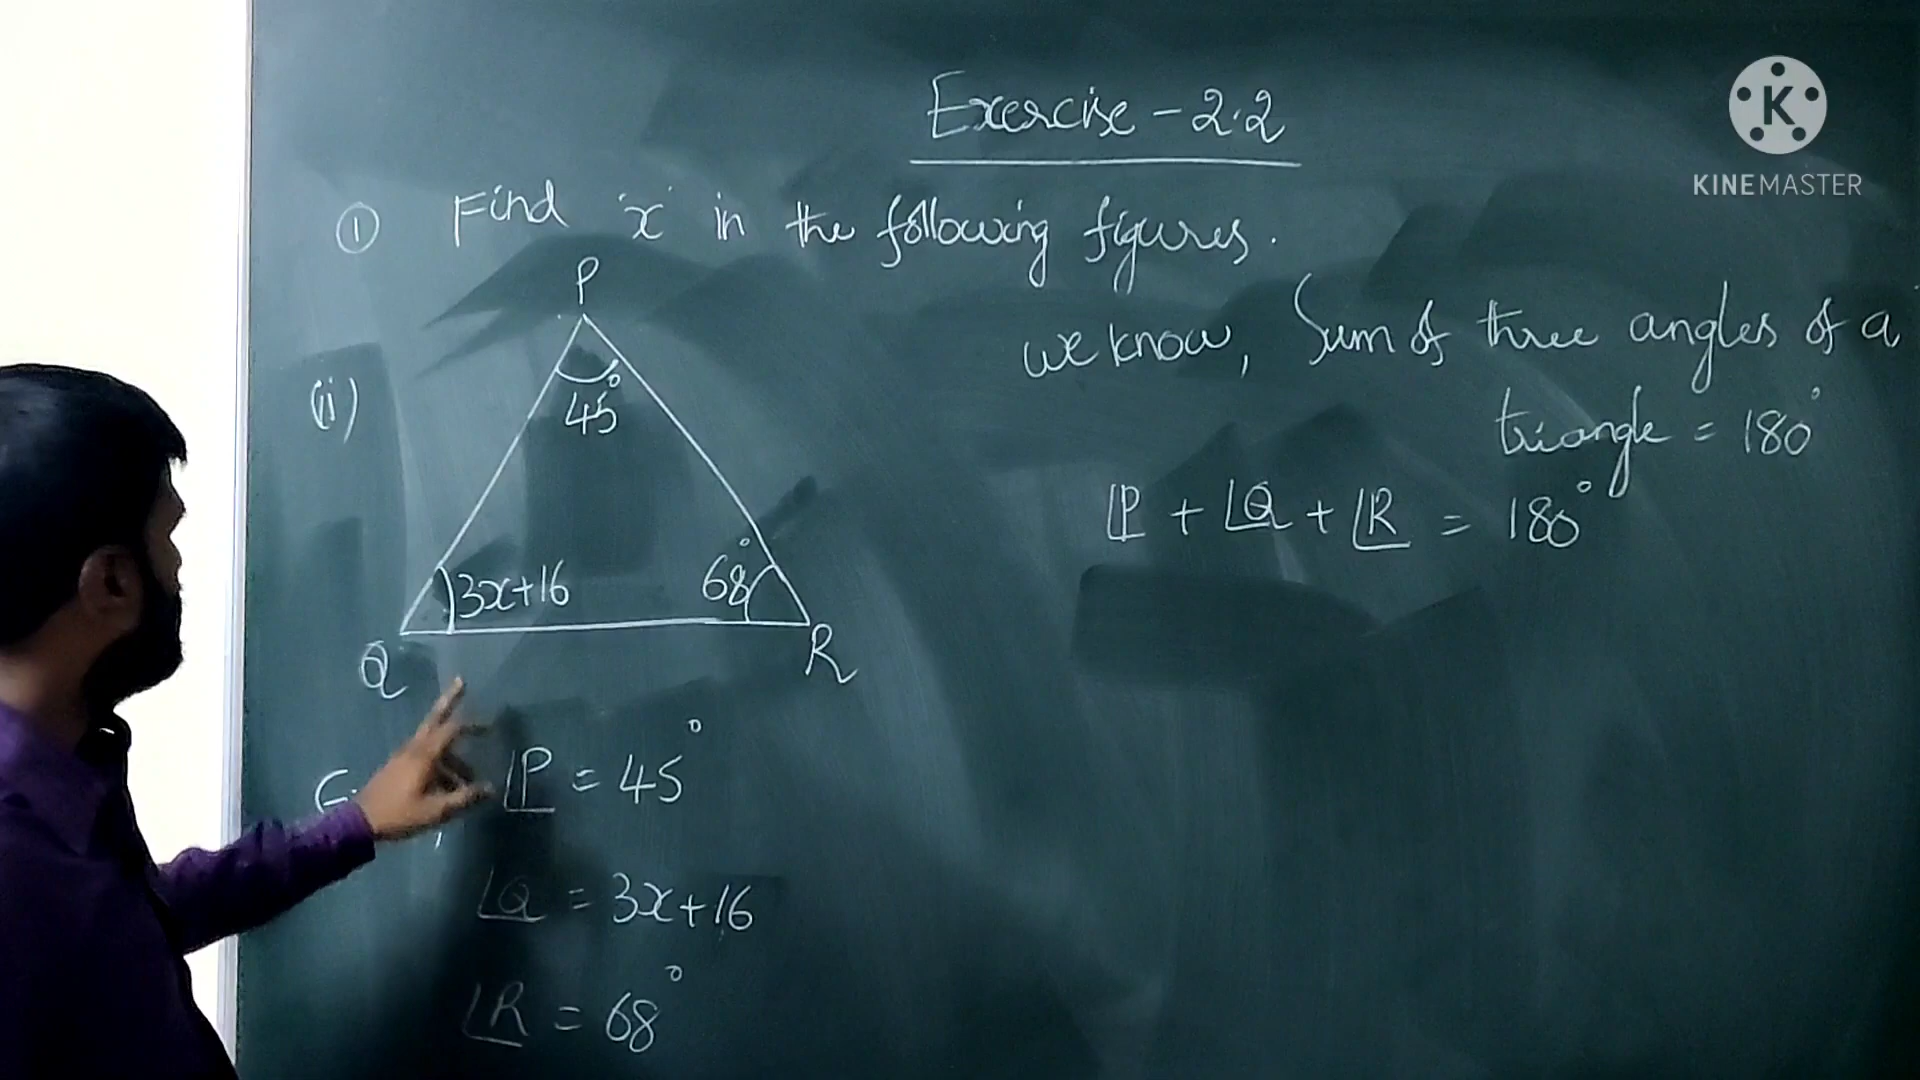 Exercise - 2.2
KINEMASTER
① Find 'x' in the following figures.
P
we know, Sum of three angles of a
triangle = 180°
(ii)
45°
∠P + ∠Q + ∠R = 180°
3x+16
68°
Q
R
∠P = 45°
∠Q = 3x+16
∠R = 68°